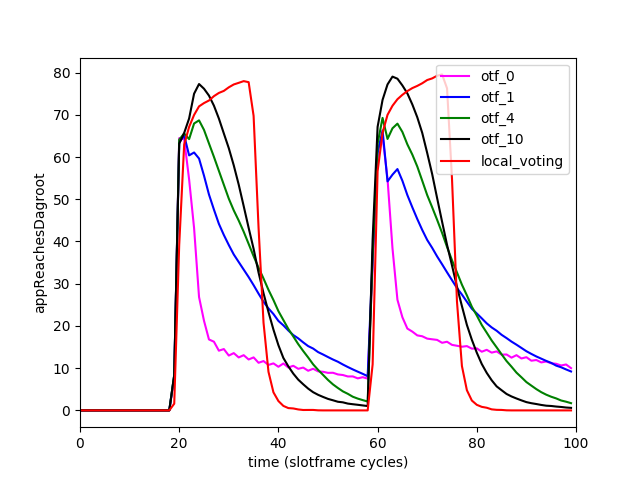 80
70
60
50
40
30
20
10
0
appReachesDagroot
0 20 40 60 80 100
time (slotframe cycles)
otf_0
otf_1
otf_4
otf_10
local_voting